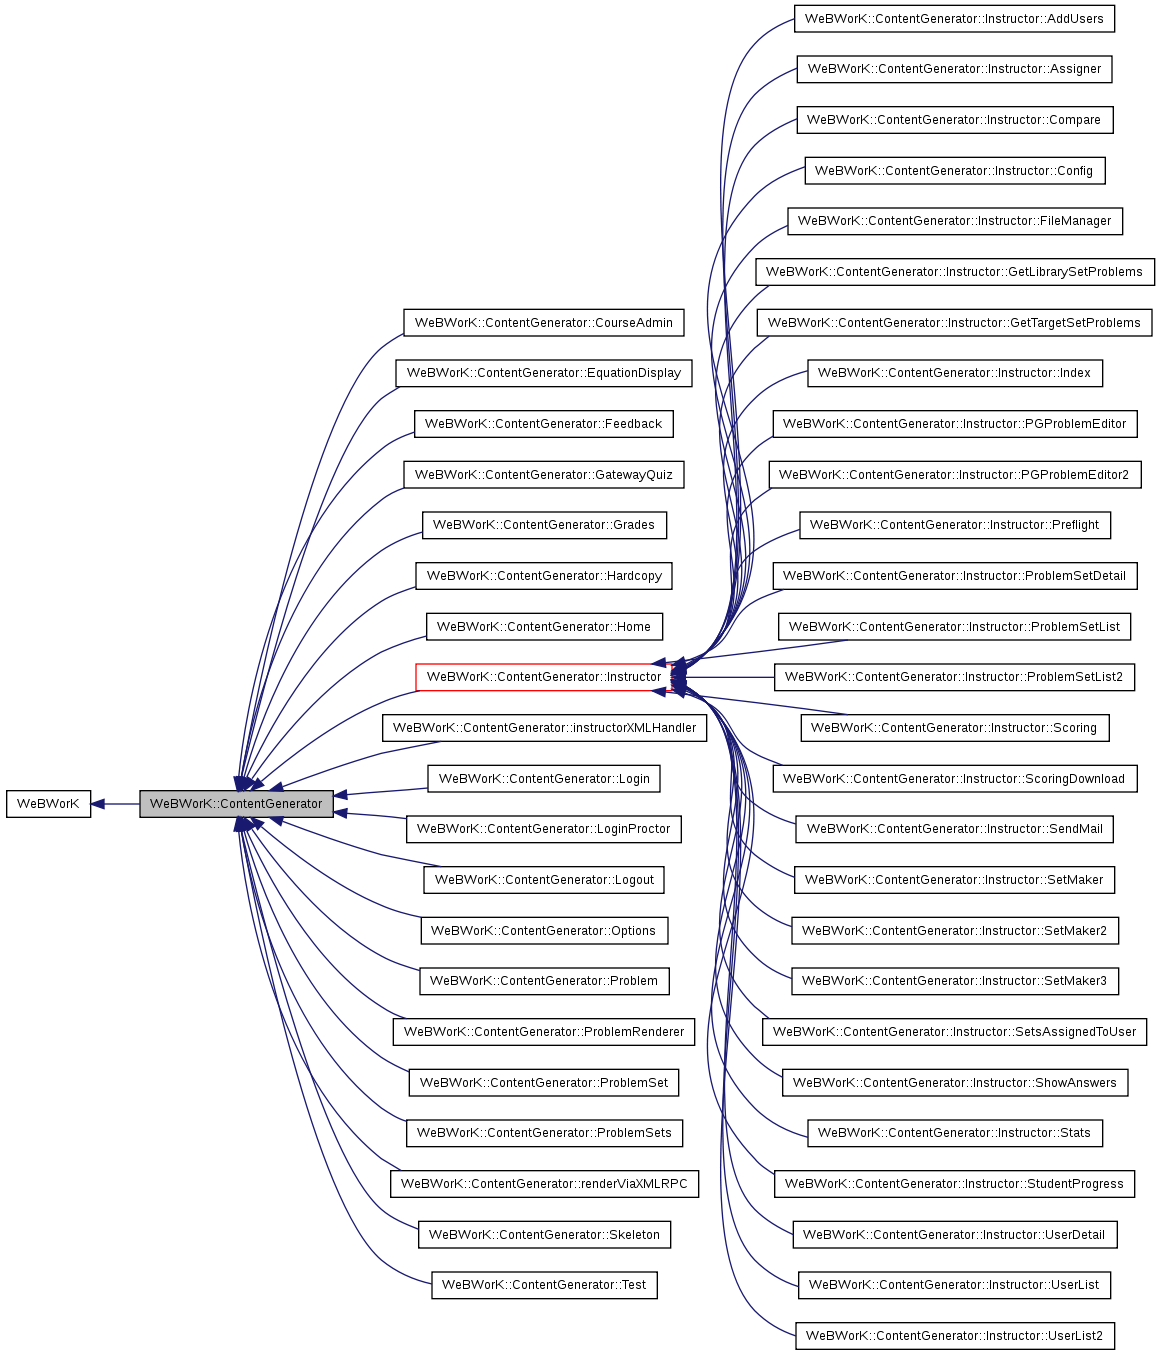 WeBWorK
WeBWorK::ContentGenerator
WeBWorK::ContentGenerator::CourseAdmin
WeBWorK::ContentGenerator::EquationDisplay
WeBWorK::ContentGenerator::Feedback
WeBWorK::ContentGenerator::GatewayQuiz
WeBWorK::ContentGenerator::Grades
WeBWorK::ContentGenerator::Hardcopy
WeBWorK::ContentGenerator::Home
WeBWorK::ContentGenerator::Instructor
WeBWorK::ContentGenerator::instructorXMLHandler
WeBWorK::ContentGenerator::Login
WeBWorK::ContentGenerator::LoginProctor
WeBWorK::ContentGenerator::Logout
WeBWorK::ContentGenerator::Options
WeBWorK::ContentGenerator::Problem
WeBWorK::ContentGenerator::ProblemRenderer
WeBWorK::ContentGenerator::ProblemSet
WeBWorK::ContentGenerator::ProblemSets
WeBWorK::ContentGenerator::renderViaXMLRPC
WeBWorK::ContentGenerator::Skeleton
WeBWorK::ContentGenerator::Test
WeBWorK::ContentGenerator::Instructor::AddUsers
WeBWorK::ContentGenerator::Instructor::Assigner
WeBWorK::ContentGenerator::Instructor::Compare
WeBWorK::ContentGenerator::Instructor::Config
WeBWorK::ContentGenerator::Instructor::FileManager
WeBWorK::ContentGenerator::Instructor::GetLibrarySetProblems
WeBWorK::ContentGenerator::Instructor::GetTargetSetProblems
WeBWorK::ContentGenerator::Instructor::Index
WeBWorK::ContentGenerator::Instructor::PGProblemEditor
WeBWorK::ContentGenerator::Instructor::PGProblemEditor2
WeBWorK::ContentGenerator::Instructor::Preflight
WeBWorK::ContentGenerator::Instructor::ProblemSetDetail
WeBWorK::ContentGenerator::Instructor::ProblemSetList
WeBWorK::ContentGenerator::Instructor::ProblemSetList2
WeBWorK::ContentGenerator::Instructor::Scoring
WeBWorK::ContentGenerator::Instructor::ScoringDownload
WeBWorK::ContentGenerator::Instructor::SendMail
WeBWorK::ContentGenerator::Instructor::SetMaker
WeBWorK::ContentGenerator::Instructor::SetMaker2
WeBWorK::ContentGenerator::Instructor::SetMaker3
WeBWorK::ContentGenerator::Instructor::SetsAssignedToUser
WeBWorK::ContentGenerator::Instructor::ShowAnswers
WeBWorK::ContentGenerator::Instructor::Stats
WeBWorK::ContentGenerator::Instructor::StudentProgress
WeBWorK::ContentGenerator::Instructor::UserDetail
WeBWorK::ContentGenerator::Instructor::UserList
WeBWorK::ContentGenerator::Instructor::UserList2